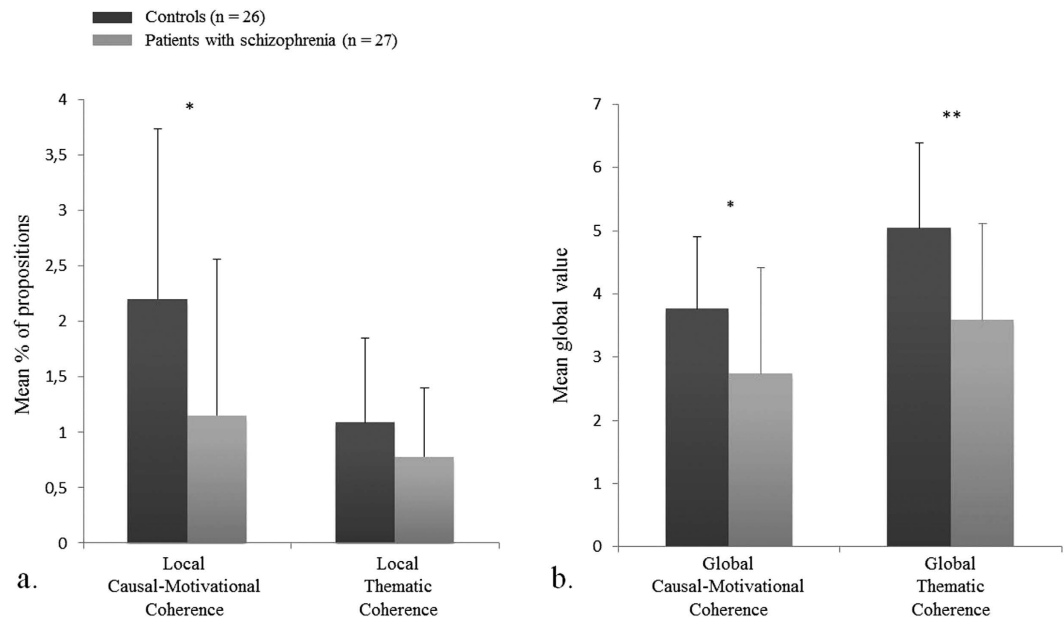 Controls (n = 26)
Patients with schizophrenia (n = 27)
Mean % of propositions
4
3,5
3
2,5
2
1,5
1
0,5
0
*
Local
Causal-Motivational
Coherence
Local
Thematic
Coherence
a.
Mean global value
7
6
5
4
3
2
1
0
*
**
Global
Causal-Motivational
Coherence
Global
Thematic
Coherence
b.